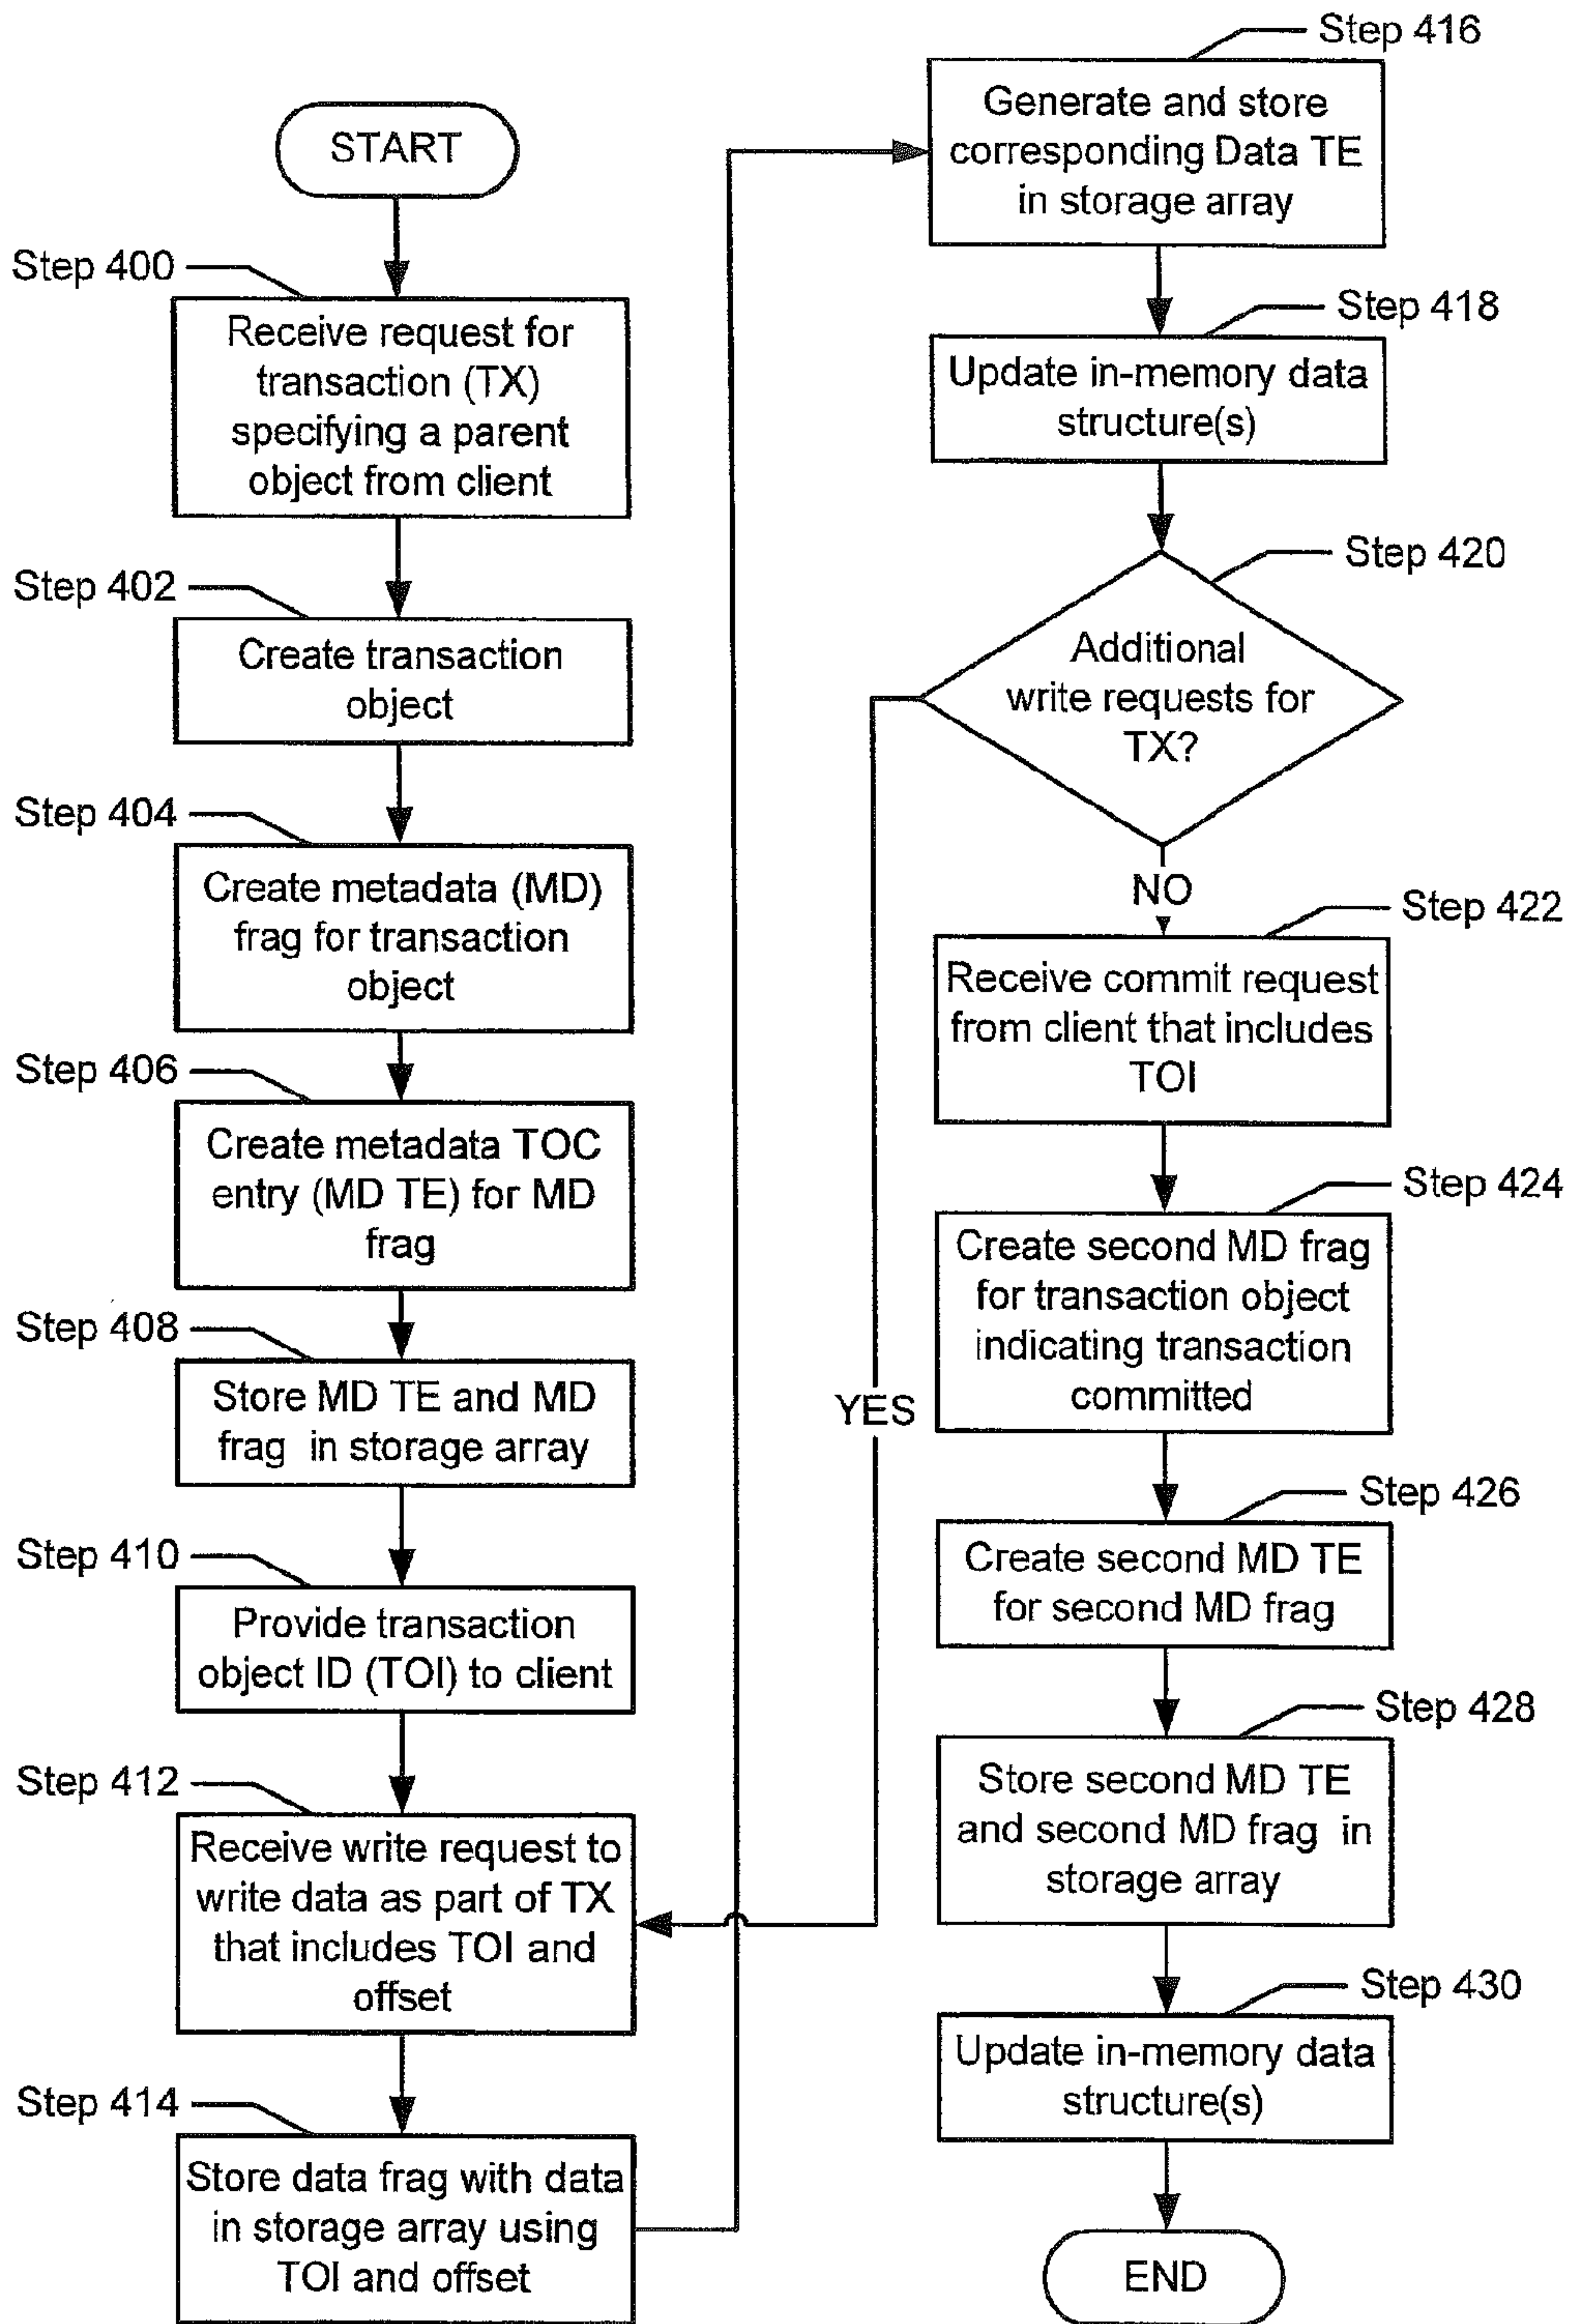 START
Step 400
Receive request for
transaction (TX)
specifying a parent
object from client
Step 402
Create transaction
object
Step 404
Create metadata (MD)
frag for transaction
object
Step 406
Create metadata TOC
entry (MD TE) for MD
frag
Step 408
Store MD TE and MD
frag in storage array
Step 410
Provide transaction
object ID (TOI) to client
Step 412
Receive write request to
write data as part of TX
that includes TOI and
offset
Step 414
Store data frag with data
in storage array using
TOI and offset
Step 416
Generate and store
corresponding Data TE
in storage array
Step 418
Update in-memory data
structure(s)
Step 420
Additional
write requests for
TX?
YES
NO
Step 422
Receive commit request
from client that includes
TOI
Step 424
Create second MD frag
for transaction object
indicating transaction
committed
Step 426
Create second MD TE
for second MD frag
Step 428
Store second MD TE
and second MD frag in
storage array
Step 430
Update in-memory data
structure(s)
END